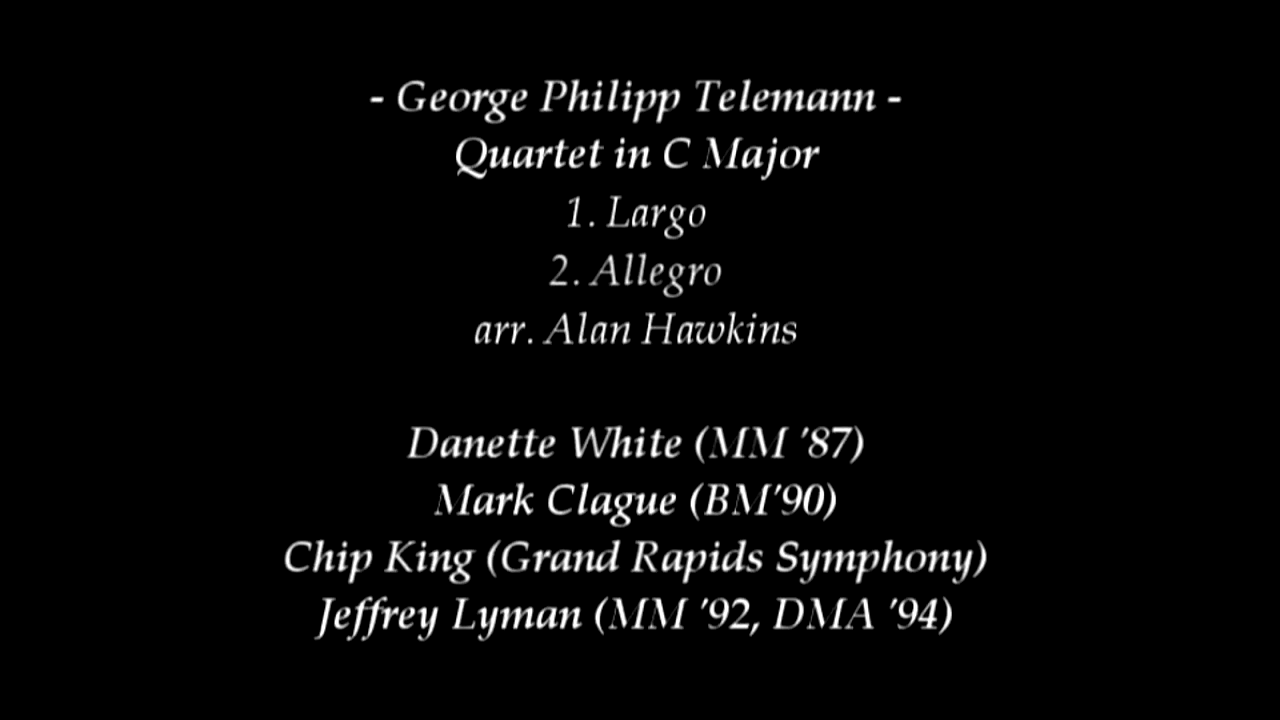 - George Philipp Telemann -
Quartet in C Major
1. Largo
2. Allegro
arr. Alan Hawkins
Danette White (MM '87)
Mark Clague (BM'90)
Chip King (Grand Rapids Symphony)
Jeffrey Lyman (MM '92, DMA '94)